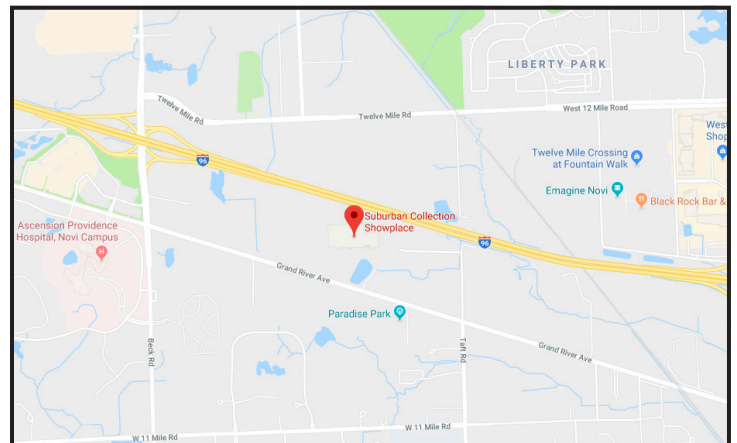 LIBERTY PARK
Twelve Mile Rd
Twelve Mile Rd
West 12 Mile Road
West
Shop
Twelve Mile Crossing
at Fountain Walk
96
Emagine Novi
Black Rock Bar &
Suburban Collection
Showplace
Ascension Providence
Hospital, Novi Campus
H
96
Grand River Ave
Paradise Park
Beck Rd
Taft Rd
Grand River Ave
W 11 Mile Rd
W 11 Mile Rd